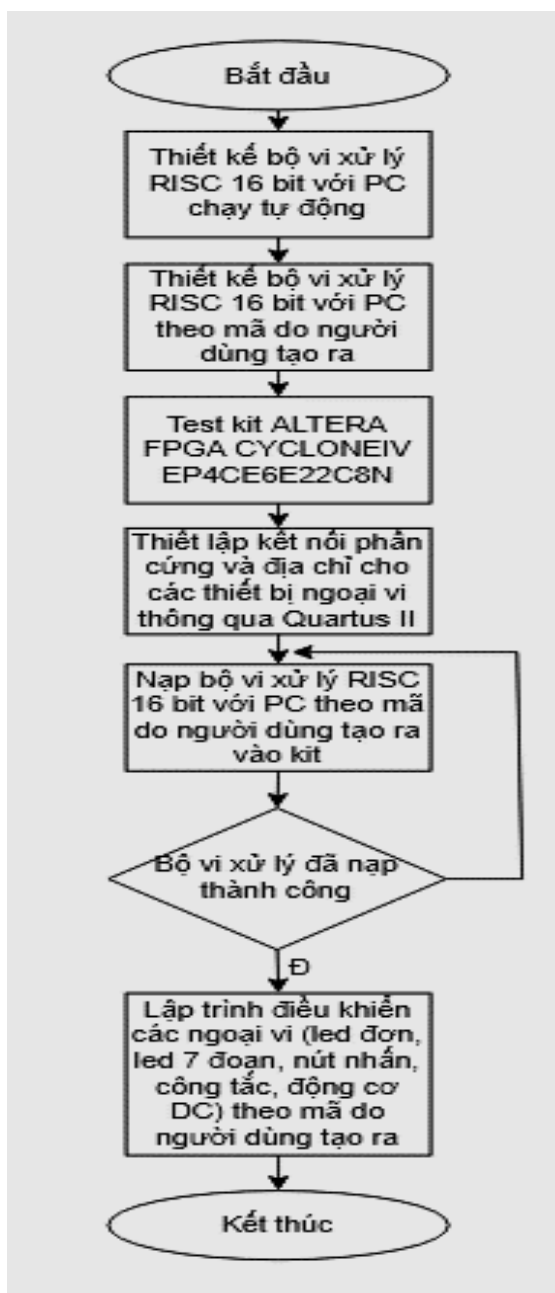 Bắt đầu
Thiết kế bộ vi xử lý
RISC 16 bit với PC
chạy tự động
Thiết kế bộ vi xử lý
RISC 16 bit với PC
theo mã do người
dùng tạo ra
Test kit ALTERA
FPGA CYCLONEIV
EP4CE6E22C8N
Thiết lập kết nối phần
cứng và địa chỉ cho
các thiết bị ngoại vi
thông qua Quartus II
Nạp bộ vi xử lý RISC
16 bit với PC theo mã
do người dùng tạo ra
vào kit
Bộ vi xử lý đã nạp
thành công
Đ
Lập trình điều khiển
các ngoại vi (led đơn,
led 7 đoạn, nút nhấn,
công tắc, động cơ
DC) theo mã do
người dùng tạo ra
Kết thúc